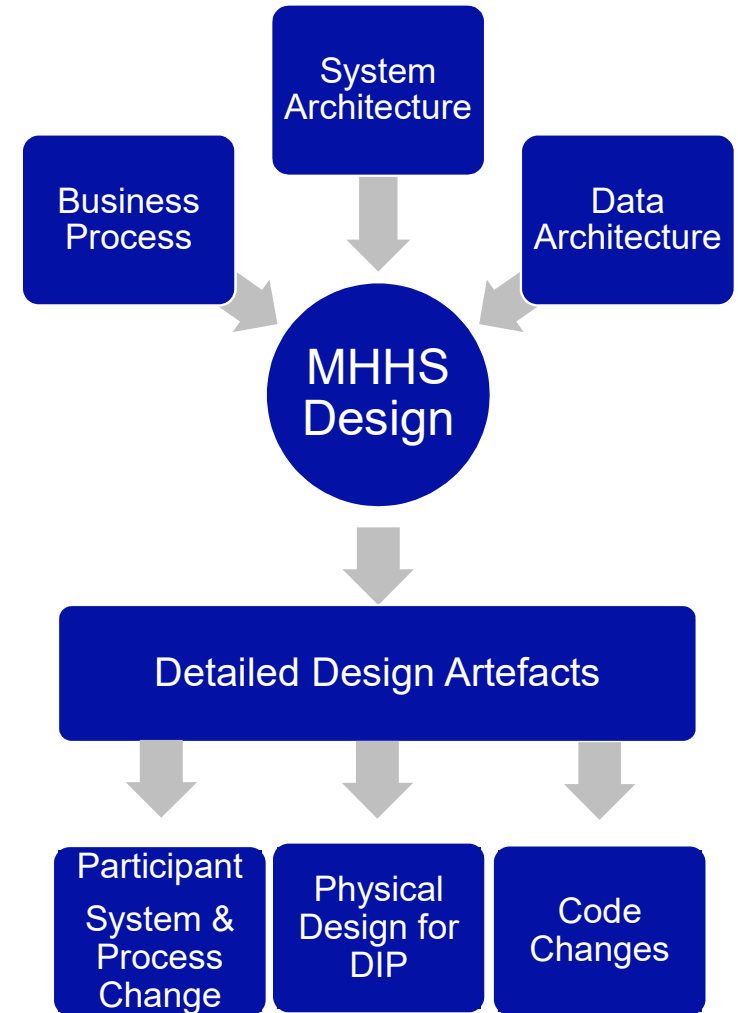 System
Architecture
Business
Process
Data
Architecture
MHHS
Design
Detailed Design Artefacts
Participant
System &
Process
Change
Physical
Design for
DIP
Code
Changes